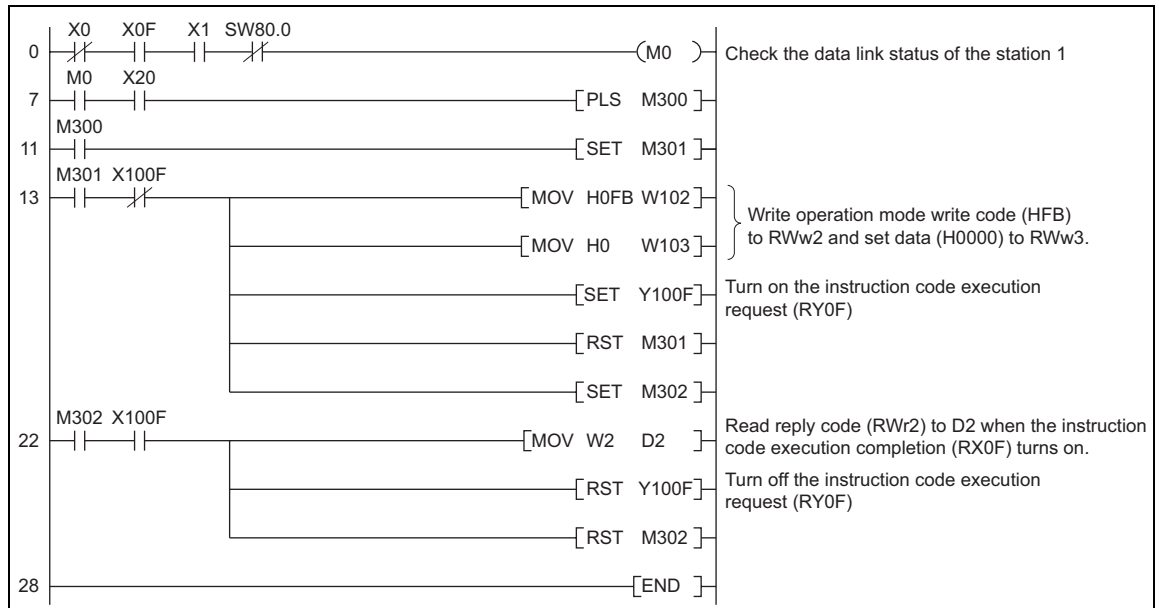 X0 X0F X1 SW80.0
0 (M0 ) Check the data link status of the station 1
M0 X20
7 [PLS M300 ]
M300
11 [SET M301 ]
M301 X100F
13 [MOV H0FB W102 ]
Write operation mode write code (HFB)
to RWw2 and set data (H0000) to RWw3.
[MOV H0 W103 ]
Turn on the instruction code execution
[SET Y100F ]
request (RY0F)
[RST M301 ]
[SET M302 ]
M302 X100F
22 [MOV W2 D2 ]
Read reply code (RWr2) to D2 when the instruction
code execution completion (RX0F) turns on.
Turn off the instruction code execution
[RST Y100F ]
request (RY0F)
[RST M302 ]
28 [END ]